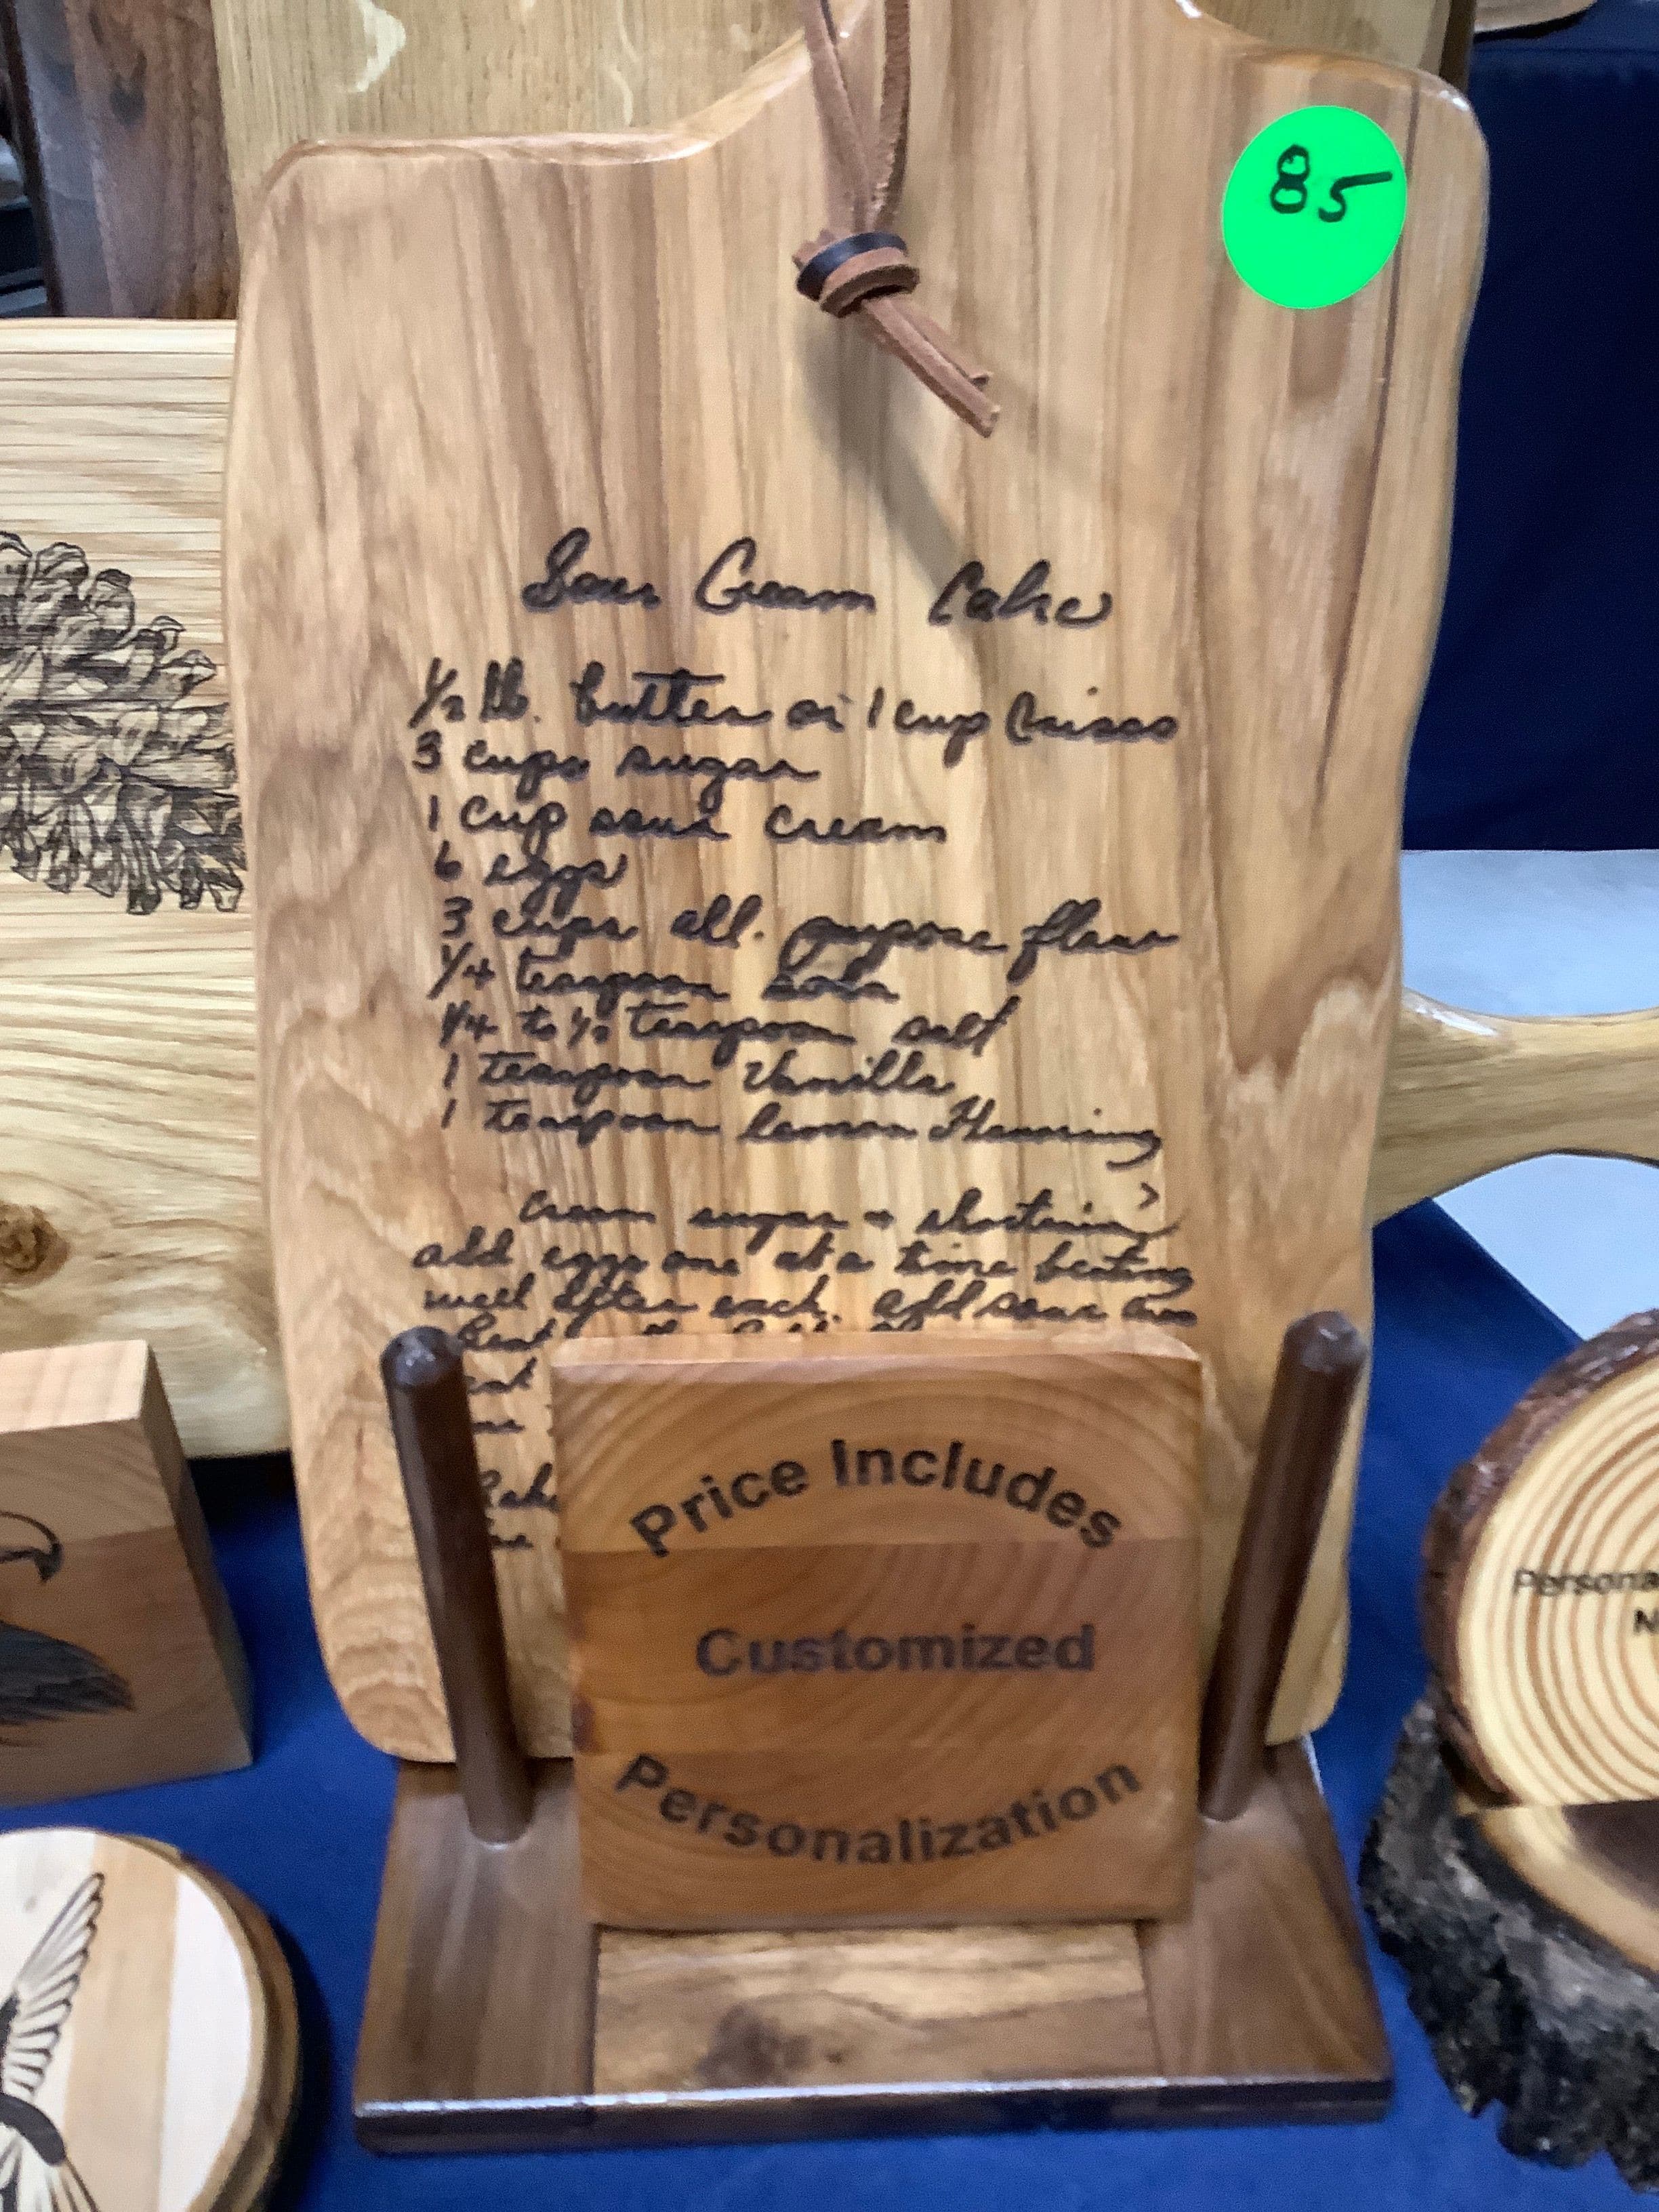 85
Sour Cream Cake
1/2 lb. butter or 1 cup Crisco
3 cups sugar
1 cup sour cream
6 eggs
3 cups all. purpose flour
1/4 teaspoon soda
1/4 to 1/2 teaspoon salt
1 teaspoon Vanilla
1 teaspoon lemon Flavoring
Cream sugar + shortening
add eggs one at a time beating
well after each. Add sour
Beat
Price Includes
Customized
Personalization